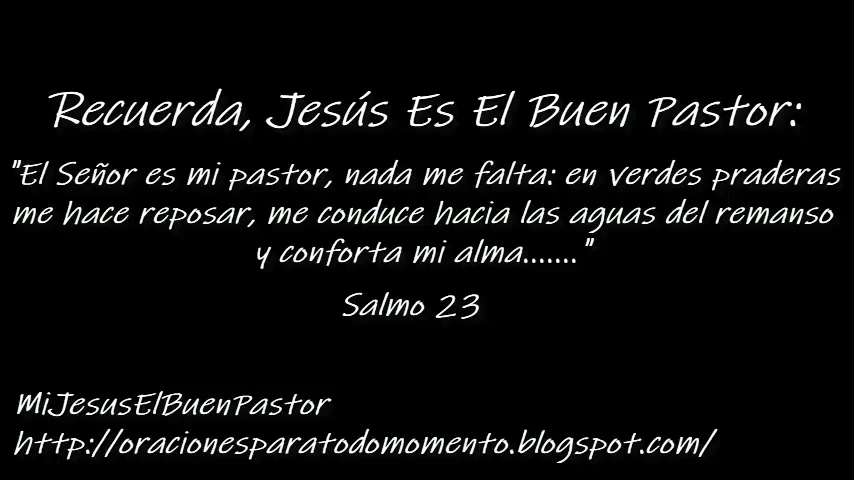 Recuerda, Jesús Es El Buen Pastor:
"El Señor es mi pastor, nada me falta: en verdes praderas
me hace reposar, me conduce hacia las aguas del remanso
y conforta mi alma......."
Salmo 23
MiJesusElBuenPastor
http://oracionesparatodomomento.blogspot.com/